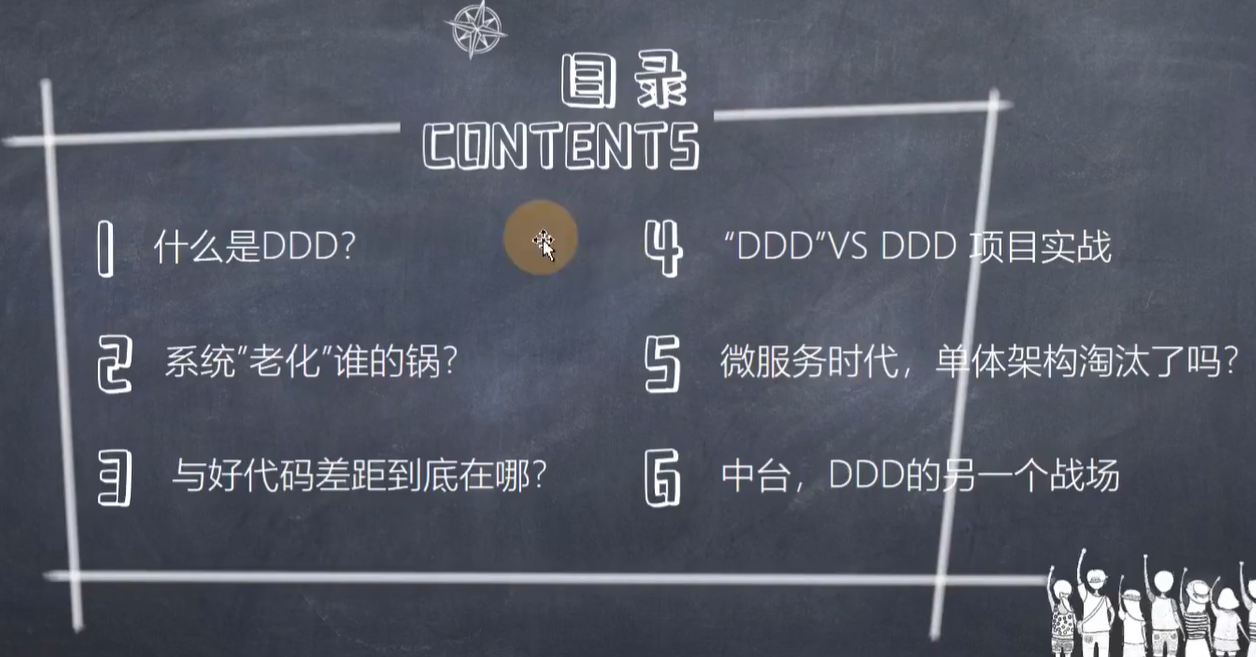 目录
CONTENTS
1 什么是DDD?
2 系统"老化"谁的锅?
3 与好代码差距到底在哪?
4 “DDD”VS DDD 项目实战
5 微服务时代，单体架构淘汰了吗?
6 中台，DDD的另一个战场